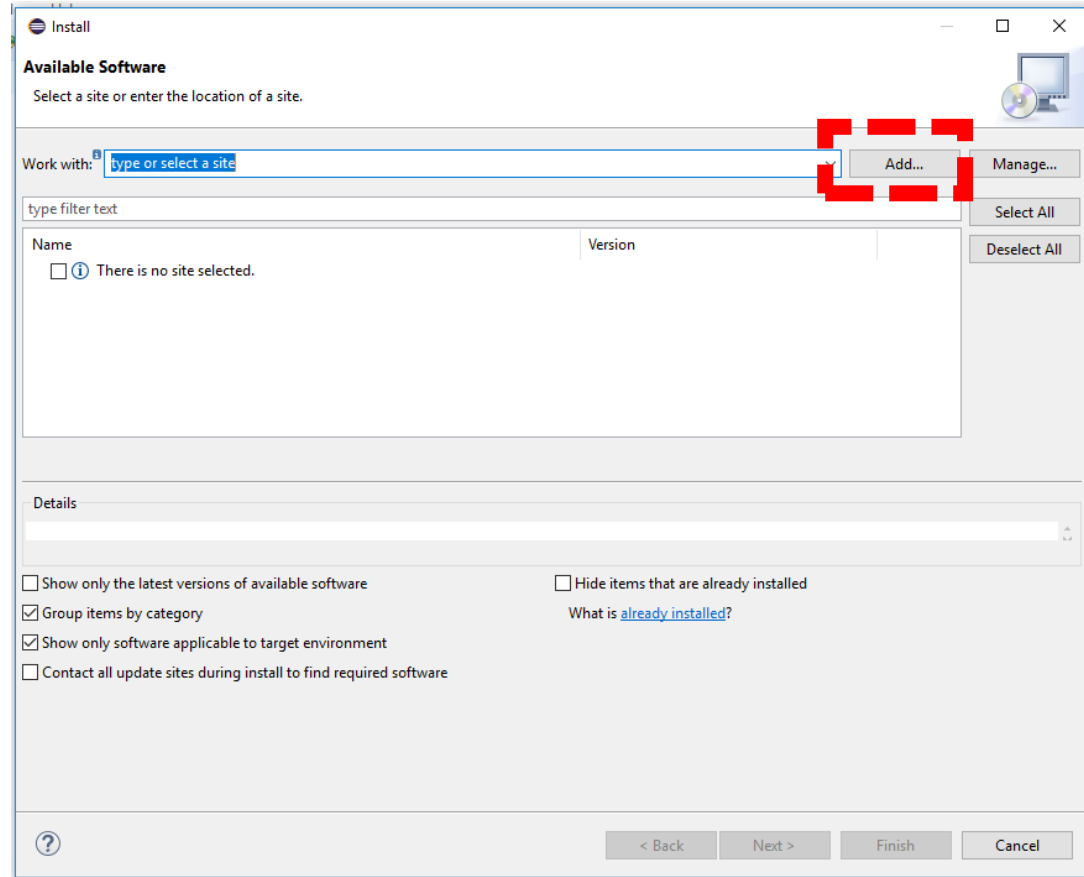 Install
Available Software
Select a site or enter the location of a site.
Work with: type or select a site Add... Manage...
type filter text Select All
Name Version Deselect All
There is no site selected.
Details
Show only the latest versions of available software Hide items that are already installed
Group items by category What is already installed?
Show only software applicable to target environment
Contact all update sites during install to find required software
< Back Next > Finish Cancel